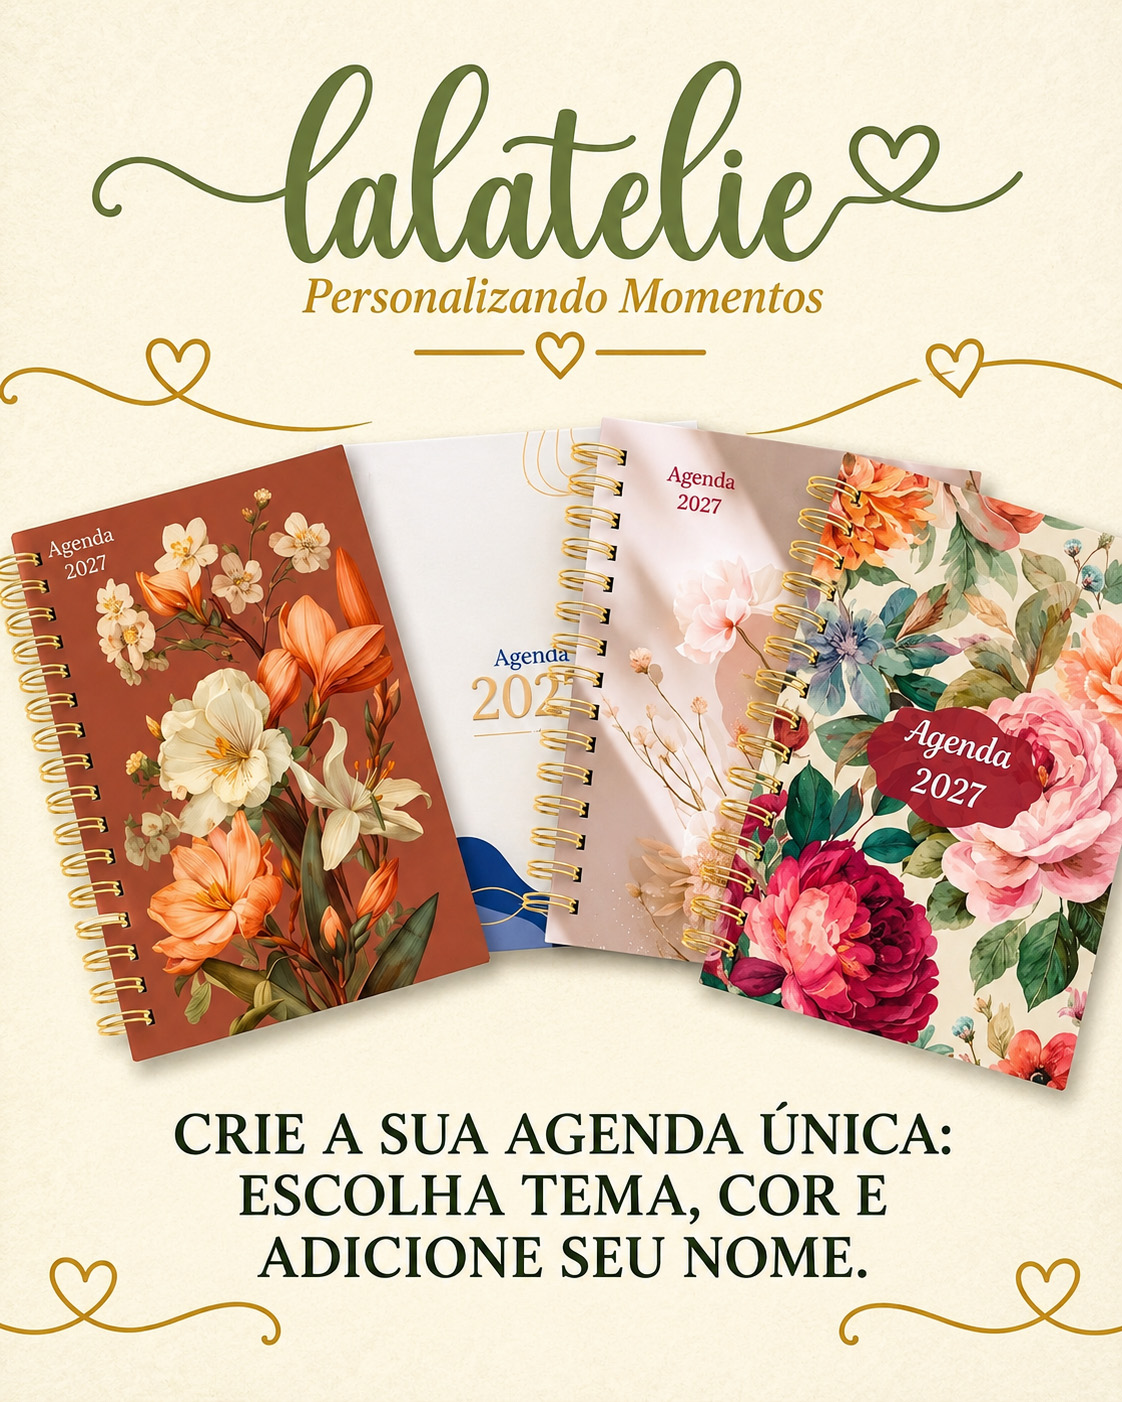 lalatelie
Personalizando Momentos
Agenda
2027
Agenda
202
Agenda
2027
Agenda
2027
CRIE A SUA AGENDA ÚNICA:
ESCOLHA TEMA, COR E
ADICIONE SEU NOME.